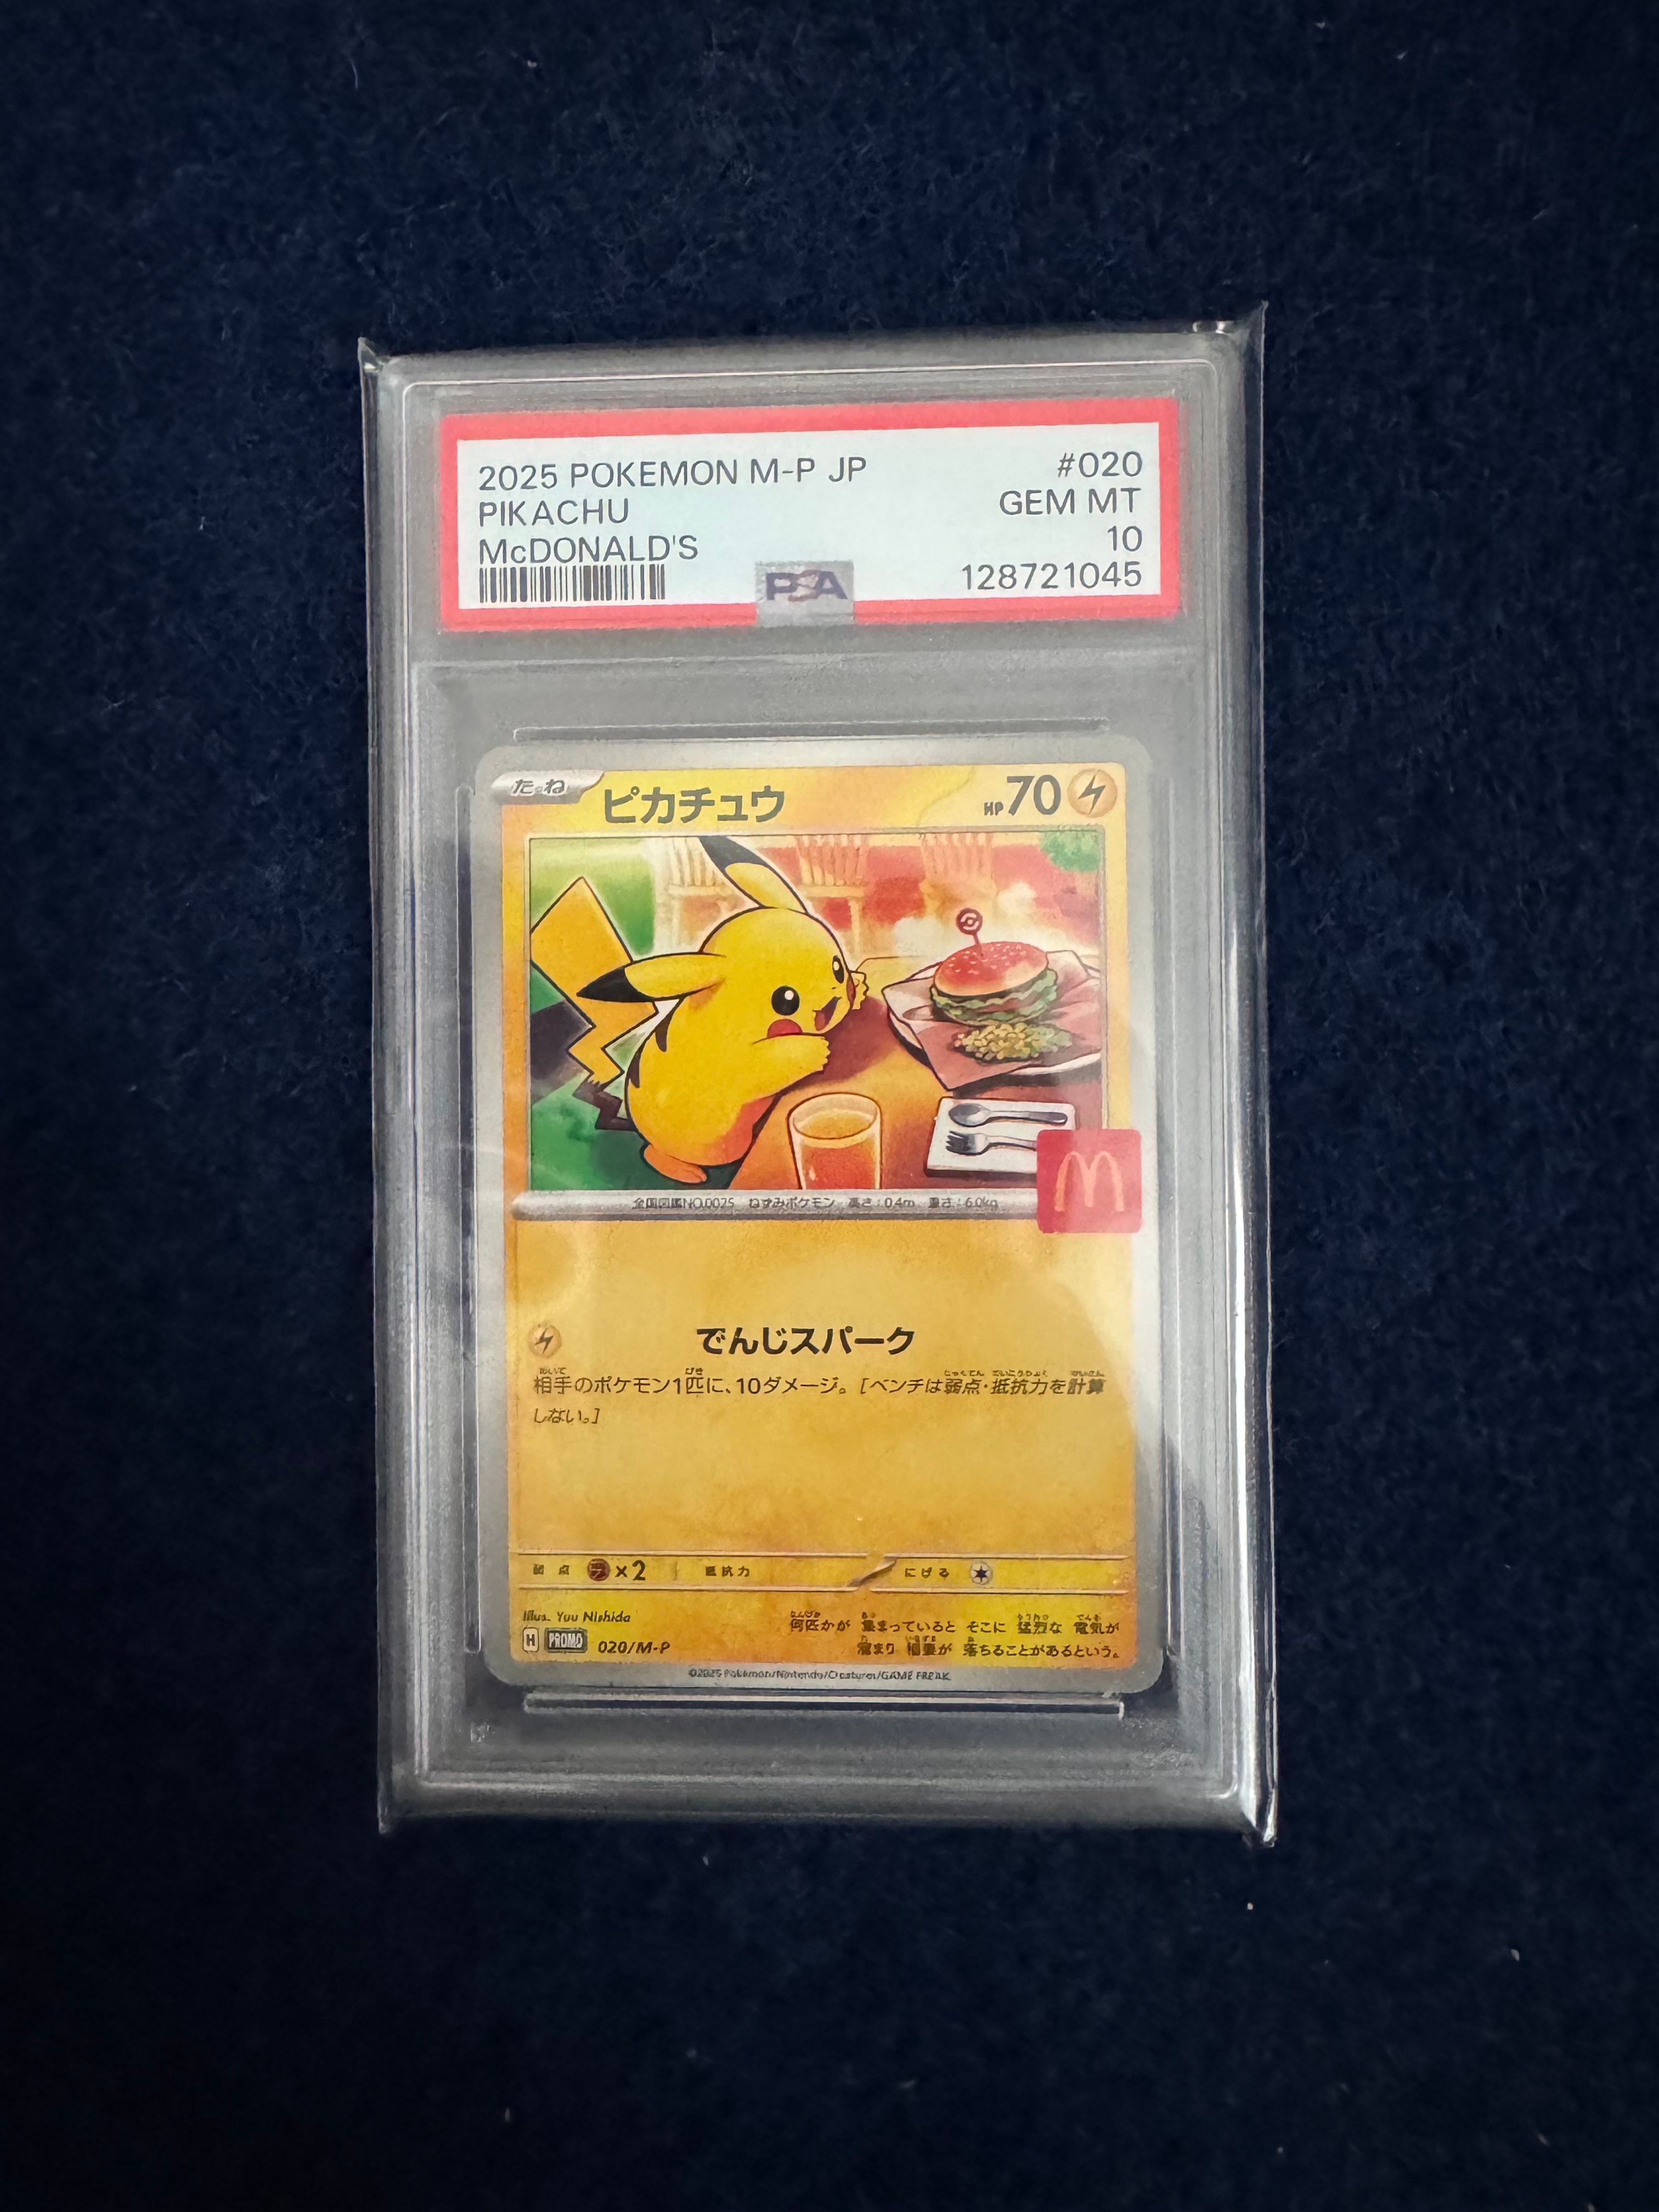 2025 POKEMON M-P JP
#020
PIKACHU
GEM MT
McDONALD'S
10
PSA
128721045
たね
ピカチュウ
HP70
全国図鑑NO.0025 ねずみポケモン 高さ:0.4m 重さ:6.0kg
でんじスパーク
相手のポケモン1匹に、10ダメージ。[ベンチは弱点・抵抗力を計算
しない。]
弱点 ×2 抵抗力 にげる
Illus. Yuu Nishida
何匹かが 集まっていると そこに 猛烈な 電気が
溜まり 稲妻が 落ちることがあるという。
H PROMO 020/M-P
©2025 Pokémon/Nintendo/Creatures/GAME FREAK